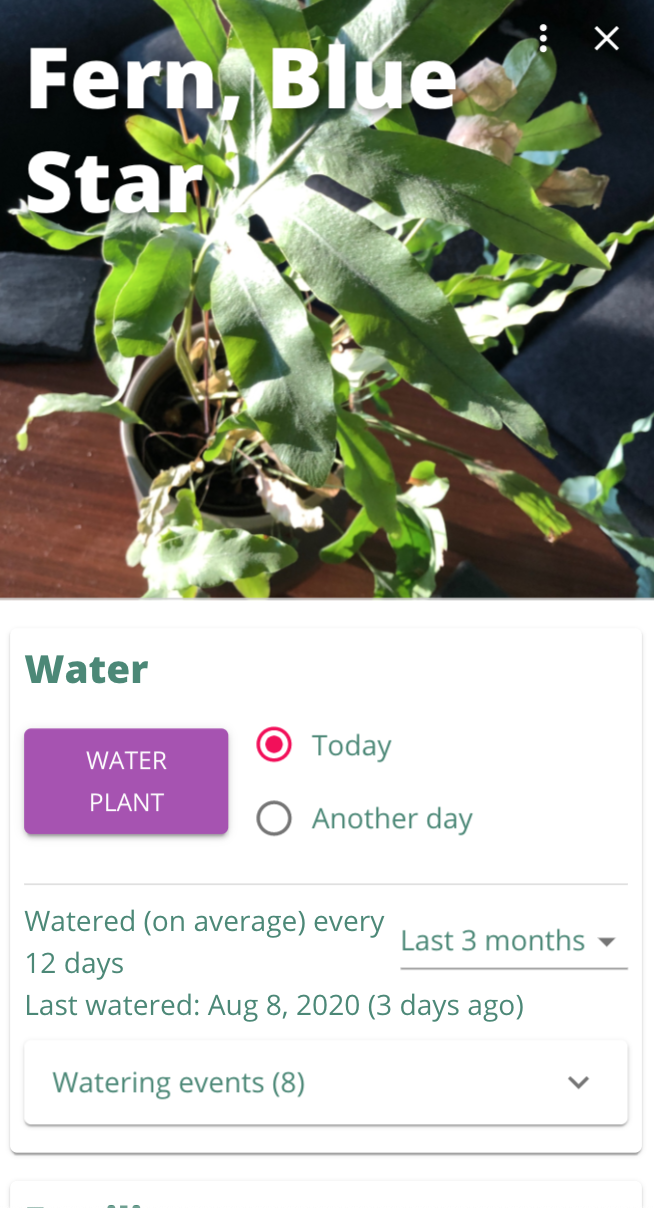 Fern, Blue
Star
Water
WATER
PLANT
Today
Another day
Watered (on average) every
12 days
Last 3 months
Last watered: Aug 8, 2020 (3 days ago)
Watering events (8)